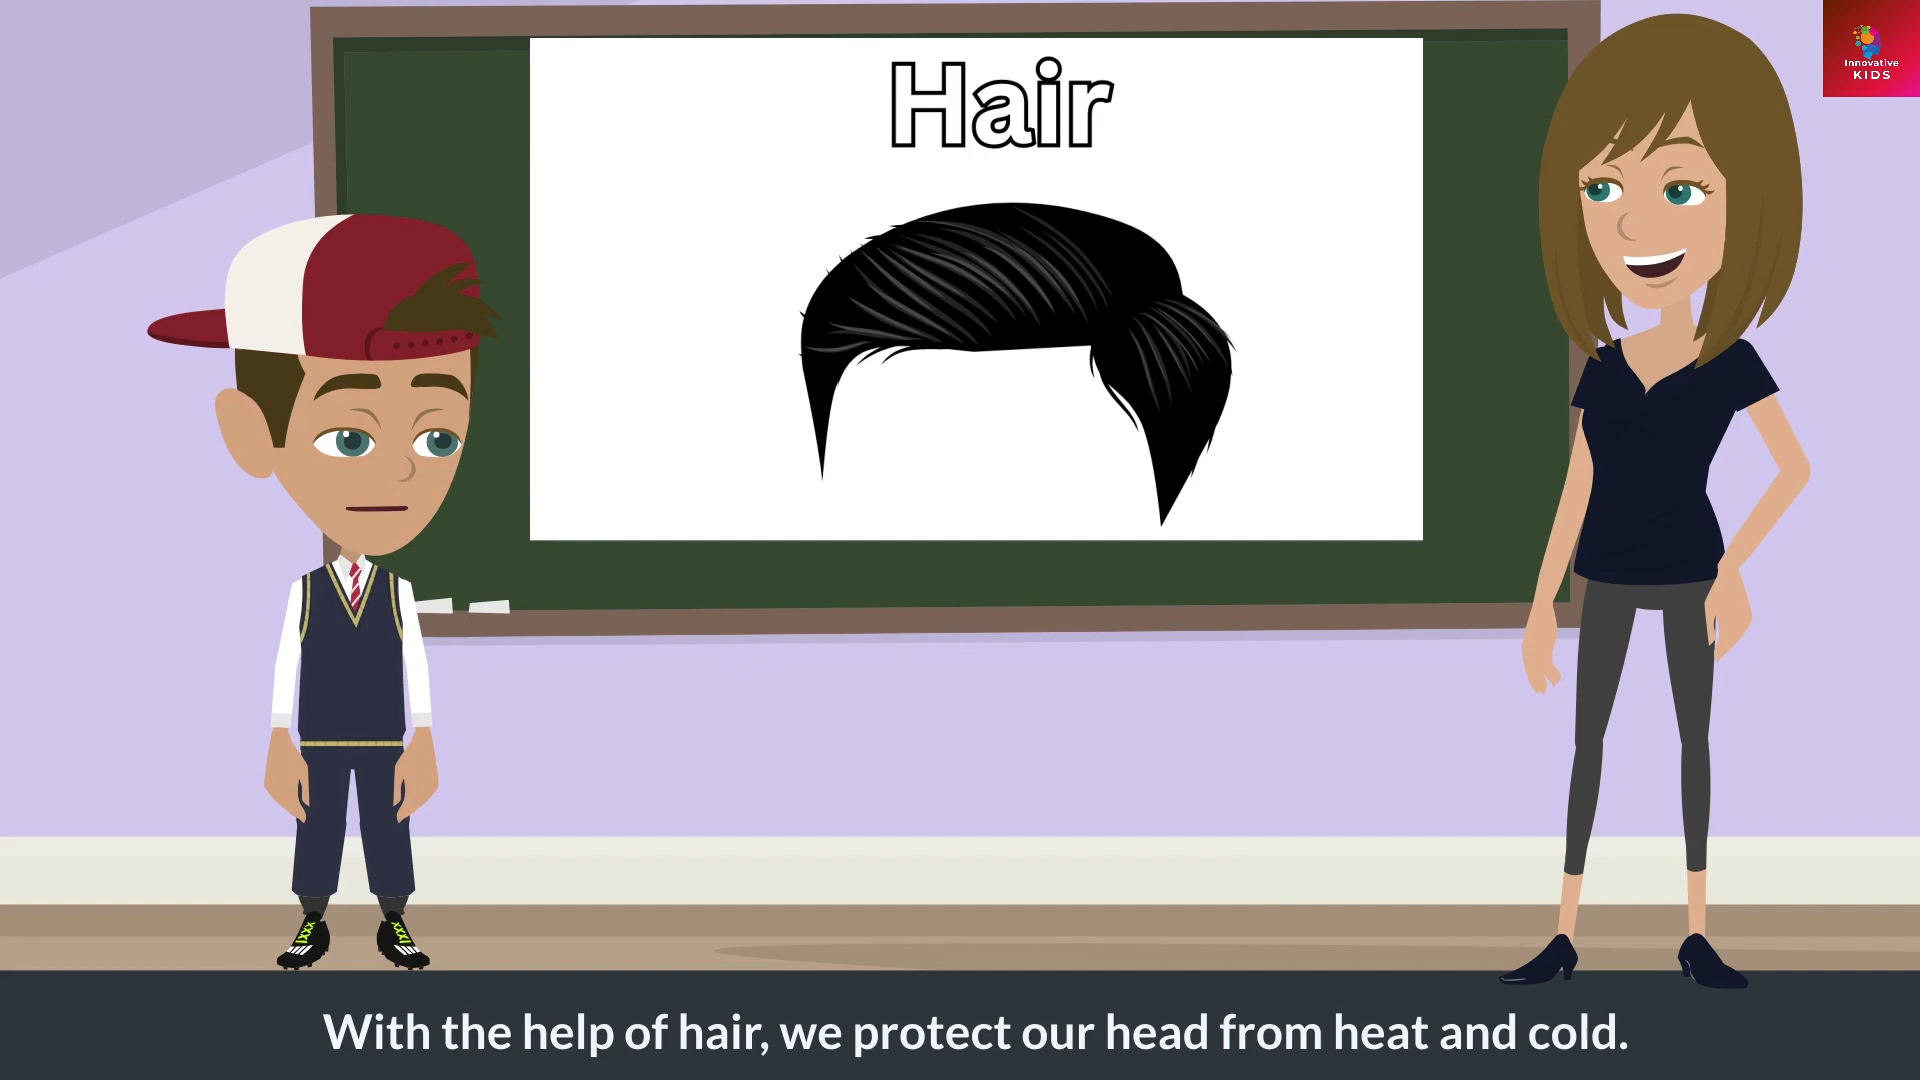 Hair
Innovative
KIDS
With the help of hair, we protect our head from heat and cold.